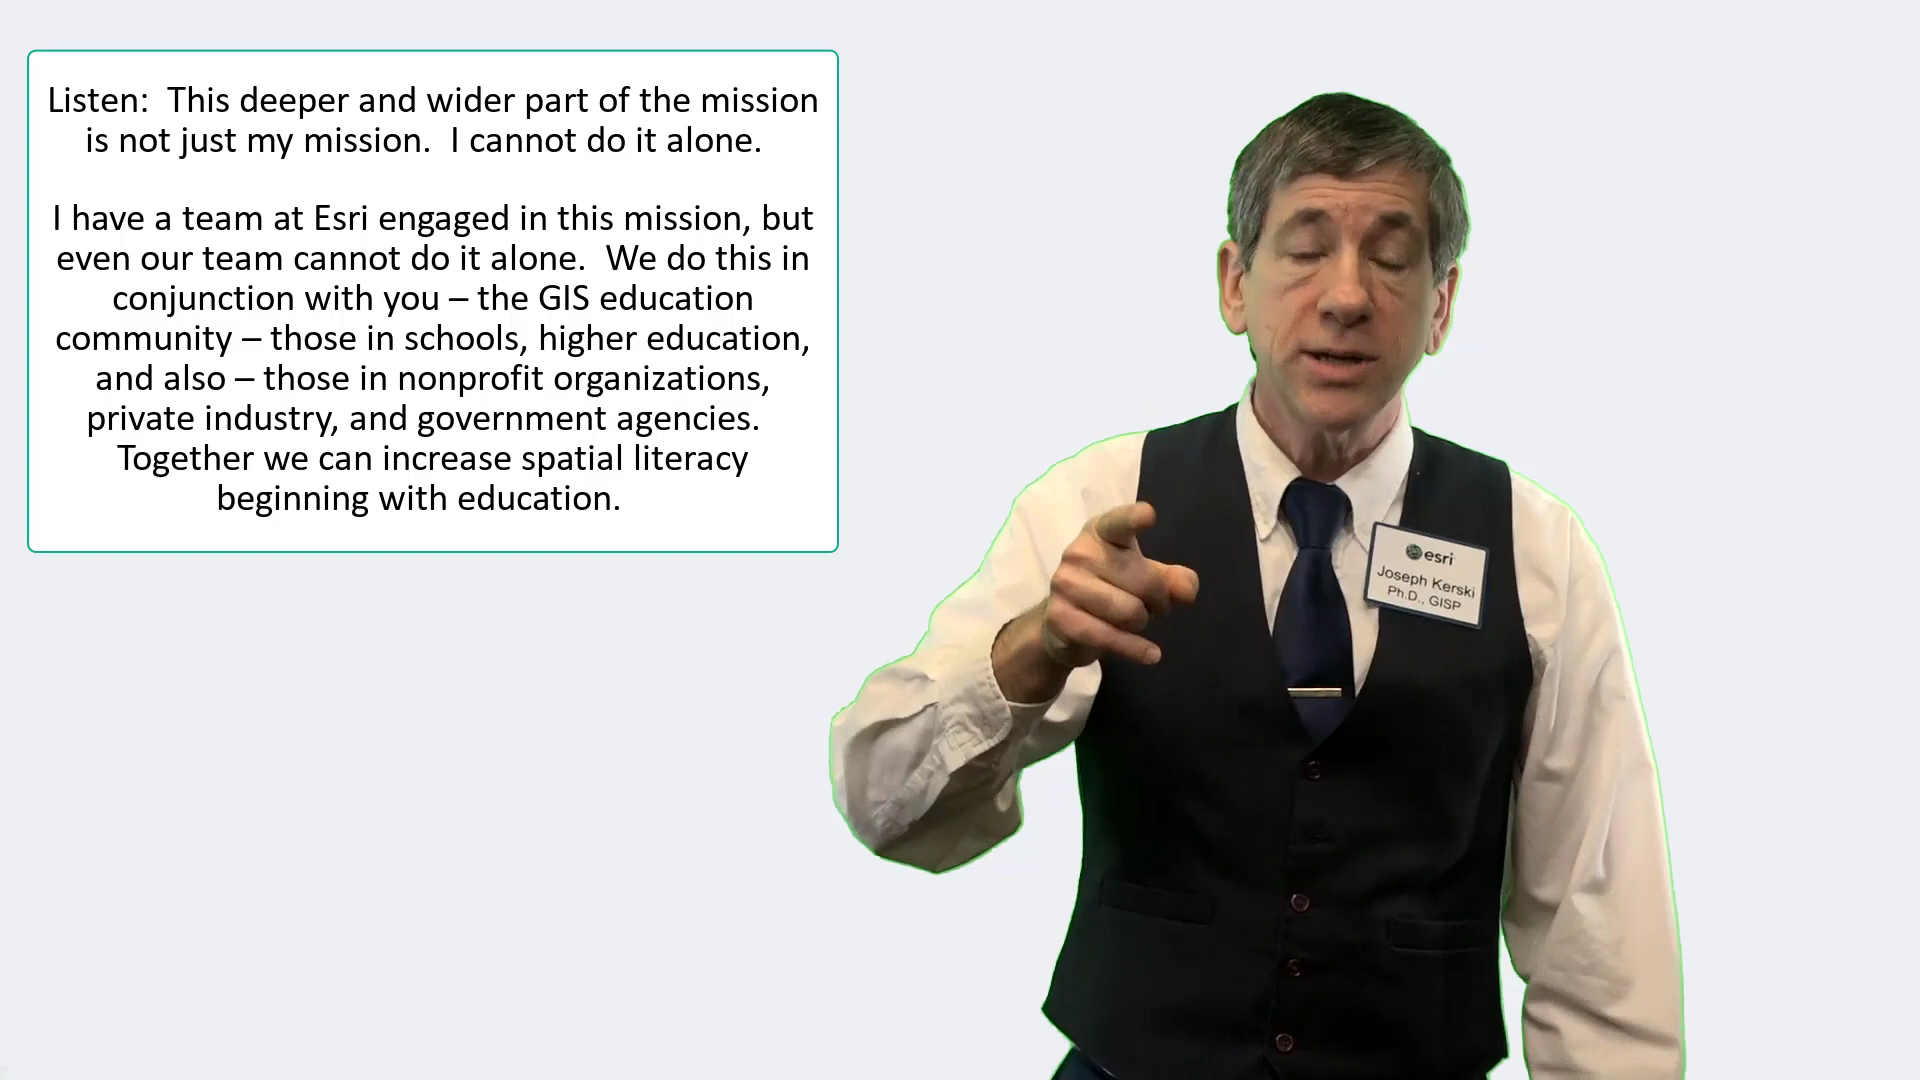 Listen:  This deeper and wider part of the mission
is not just my mission.  I cannot do it alone.
I have a team at Esri engaged in this mission, but
even our team cannot do it alone.  We do this in
conjunction with you – the GIS education
community – those in schools, higher education,
and also – those in nonprofit organizations,
private industry, and government agencies.
Together we can increase spatial literacy
beginning with education.
esri
Joseph Kerski
Ph.D., GISP